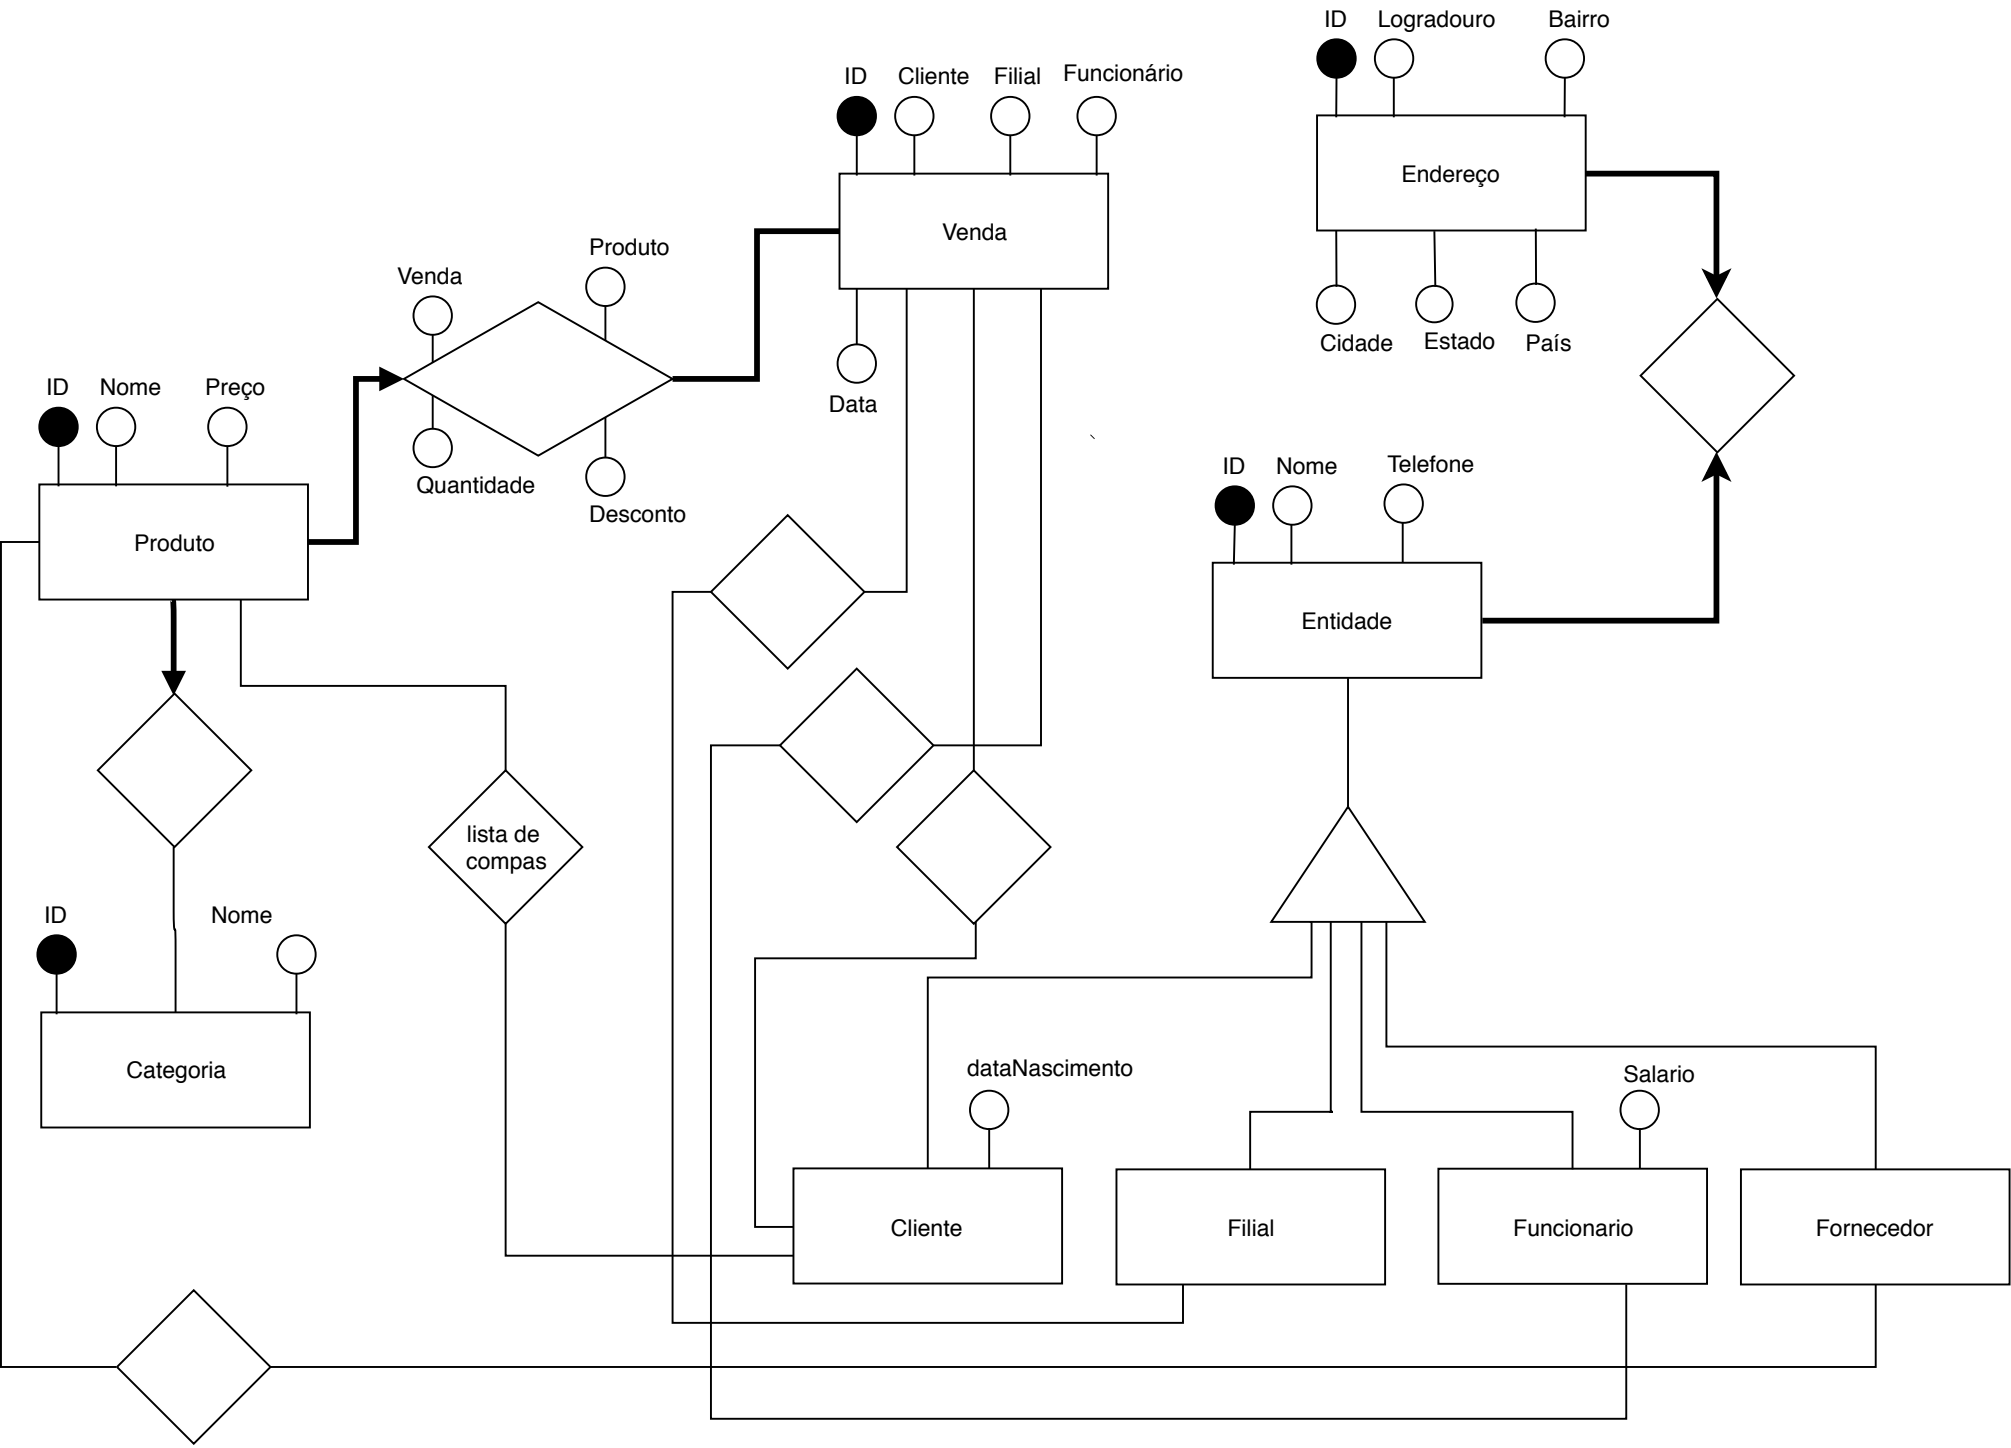 ID
Logradouro
Bairro
Endereço
Cidade
Estado
País
ID
Cliente
Filial
Funcionário
Venda
Data
Venda
Produto
Quantidade
Desconto
ID
Nome
Preço
Produto
ID
Nome
Telefone
Entidade
lista de
compas
ID
Nome
Categoria
dataNascimento
Cliente
Filial
Salario
Funcionario
Fornecedor